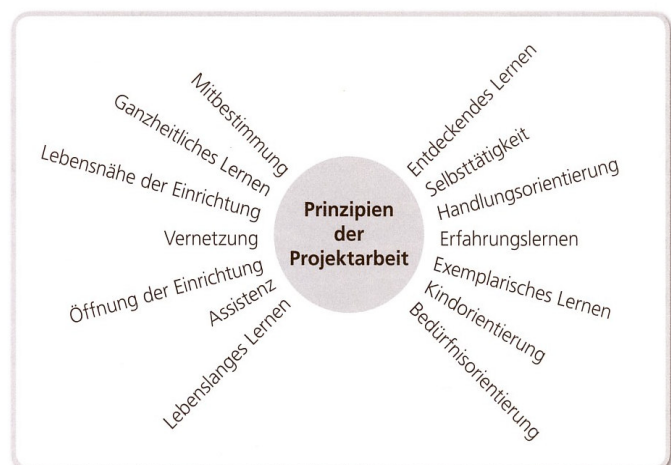 Mitbestimmung
Ganzheitliches Lernen
Lebensnähe der Einrichtung
Vernetzung
Öffnung der Einrichtung
Assistenz
Lebenslanges Lernen
Prinzipien
der
Projektarbeit
Entdeckendes Lernen
Selbsttätigkeit
Handlungsorientierung
Erfahrungslernen
Exemplarisches Lernen
Kindorientierung
Bedürfnisorientierung